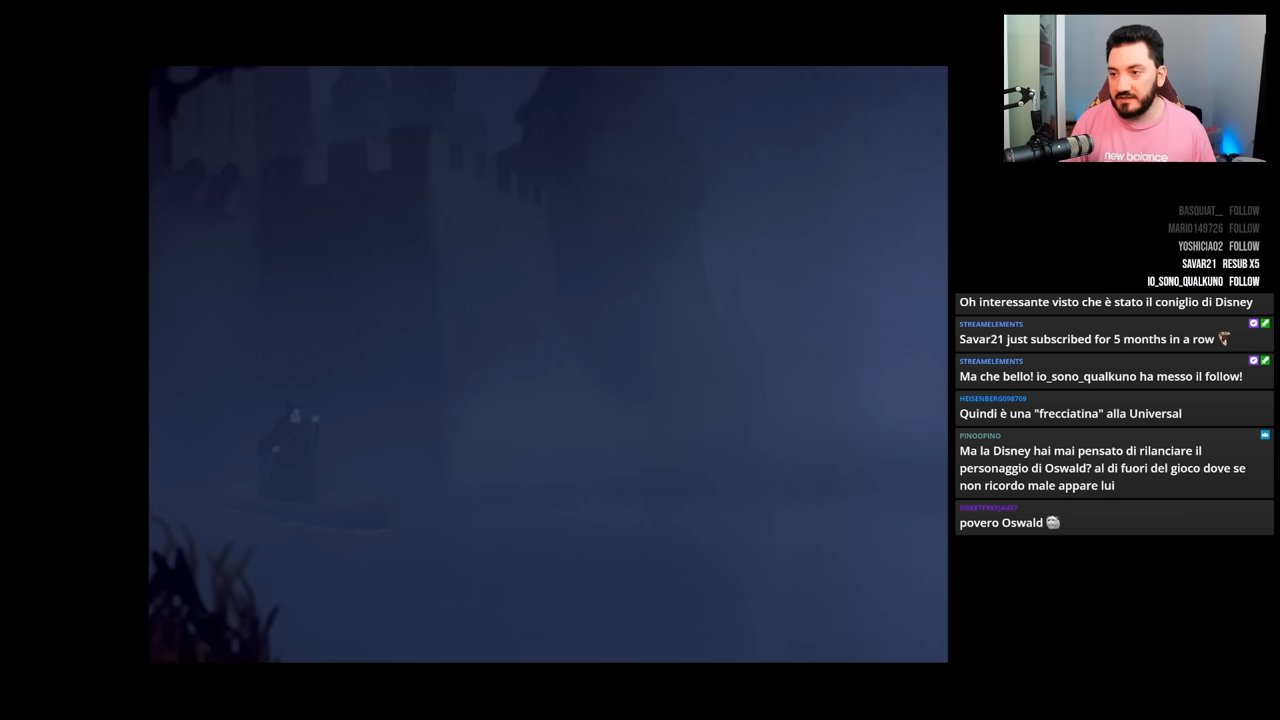 new balance
BASQUIAT__ FOLLOW
MARIO149726 FOLLOW
YOSHICIAO2 FOLLOW
SAVAR21 RESUB X5
IO_SONO_QUALKUNO FOLLOW
Oh interessante visto che è stato il coniglio di Disney
STREAMELEMENTS
Savar21 just subscribed for 5 months in a row
STREAMELEMENTS
Ma che bello! io_sono_qualkuno ha messo il follow!
HEISENBERG098769
Quindi è una "frecciatina" alla Universal
PINOOPINO
Ma la Disney hai mai pensato di rilanciare il
personaggio di Oswald? al di fuori del gioco dove se
non ricordo male appare lui
povero Oswald